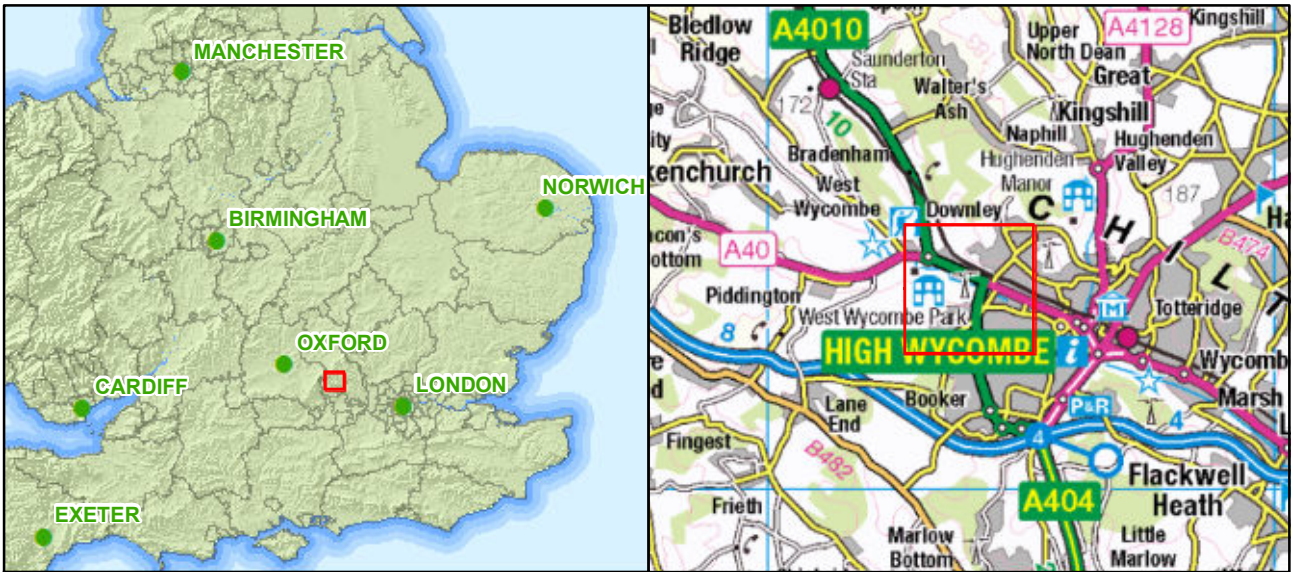 MANCHESTER
NORWICH
BIRMINGHAM
OXFORD
CARDIFF
LONDON
EXETER
Bledlow
Ridge
A4010
Saunderton
Sta
172
10
Walter's
Ash
Upper
North Dean
A4128
Kingshill
Great
Kingshill
Naphill
Hughenden
Valley
Hughenden
Manor
187
Bradenham
West
Wycombe
Downley
C H I L T
B474
A40
Piddington
8
West Wycombe Park
Totteridge
M
HIGH WYCOMBE
i
Lane
End
Booker
P&R
4
4
Marsh
Fingest
B482
Flackwell
Heath
A404
Frieth
Marlow
Bottom
Little
Marlow